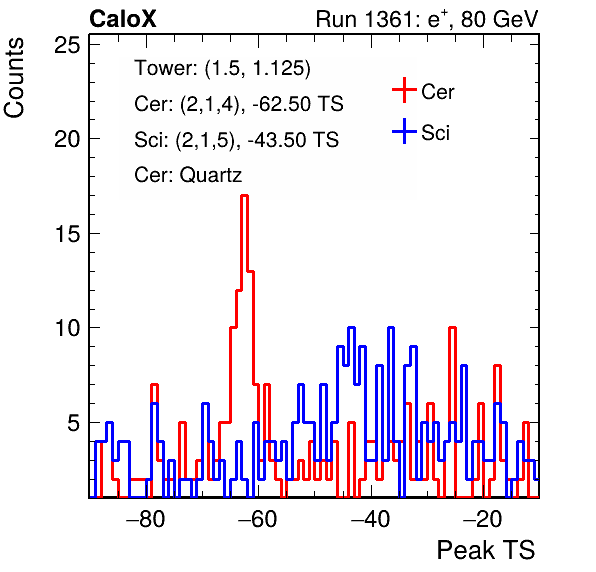 CaloX Run 1361: e⁺, 80 GeV
Counts
25
20
15
10
5
Tower: (1.5, 1.125)
Cer: (2,1,4), -62.50 TS
Sci: (2,1,5), -43.50 TS
Cer: Quartz
Cer
Sci
−80 −60 −40 −20
Peak TS